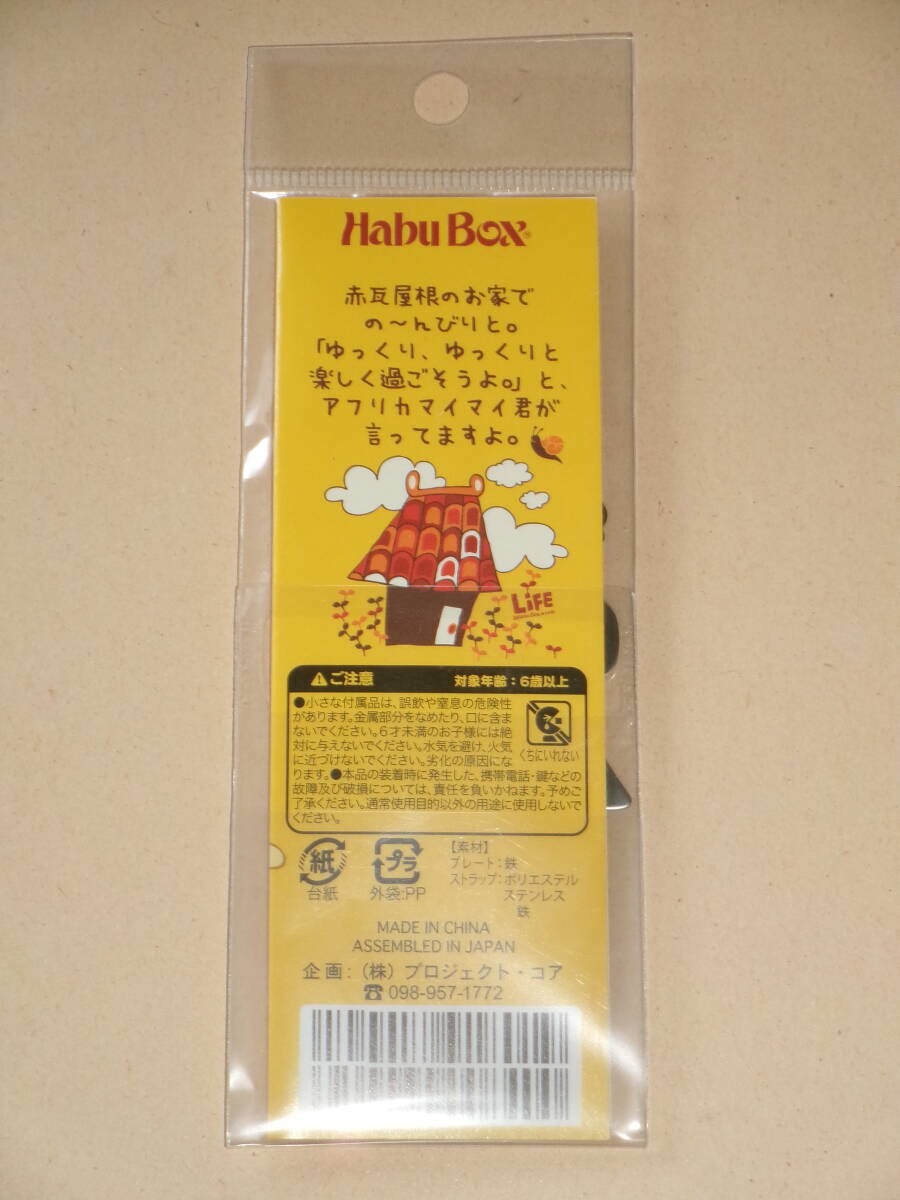 Habu Box®
赤瓦屋根のお家で
の〜んびりと。
「ゆっくり、ゆっくりと
楽しく過ごそうよ。」と、
アフリカマイマイ君が
言ってますよ。
LiFE
⚠ご注意 対象年齢：6歳以上
●小さな付属品は、誤飲や窒息の危険性
があります。金属部分をなめたり、口に含ま
ないでください。6才未満のお子様には絶
対に与えないでください。水気を避け、火気
に近づけないでください。劣化の原因にな
ります。●本品の装着時に発生した、携帯電話・鍵などの
故障及び破損については、責任を負いかねます。予めご
了承ください。通常使用目的以外の用途に使用しないで
ください。
くちにいれない
紙
台紙
プラ
外袋:PP
【素材】
プレート：鉄
ストラップ：ポリエステル
ステンレス
鉄
MADE IN CHINA
ASSEMBLED IN JAPAN
企画：（株）プロジェクト・コア
☎ 098-957-1772